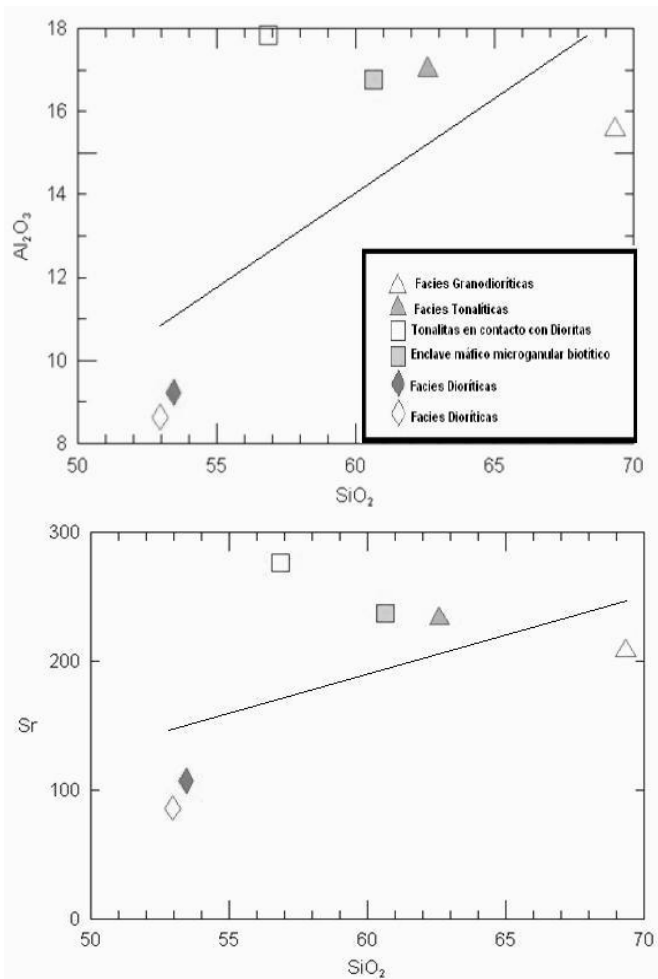 18
16
14
12
10
8
Al₂O₃
50
55
60
65
70
SiO₂
Facies Granodioríticas
Facies Tonalíticas
Tonalitas en contacto con Dioritas
Enclave máfico microganular biotítico
Facies Dioríticas
Facies Dioríticas
300
200
100
0
Sr
50
55
60
65
70
SiO₂